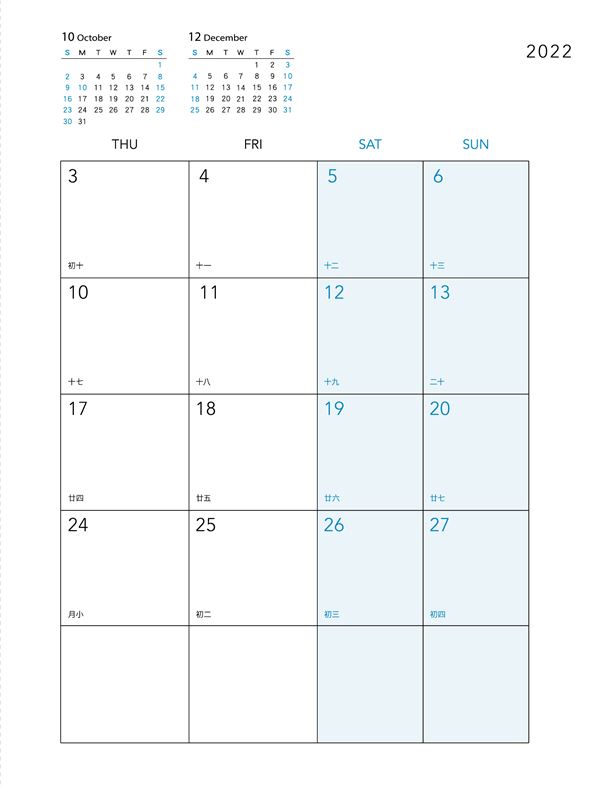 10 October
S M T W T F S
1
2 3 4 5 6 7 8
9 10 11 12 13 14 15
16 17 18 19 20 21 22
23 24 25 26 27 28 29
30 31
12 December
S M T W T F S
1 2 3
4 5 6 7 8 9 10
11 12 13 14 15 16 17
18 19 20 21 22 23 24
25 26 27 28 29 30 31
2022
THU FRI SAT SUN
3 4 5 6
初十 十一 十二 十三
10 11 12 13
十七 十八 十九 二十
17 18 19 20
廿四 廿五 廿六 廿七
24 25 26 27
月小 初二 初三 初四